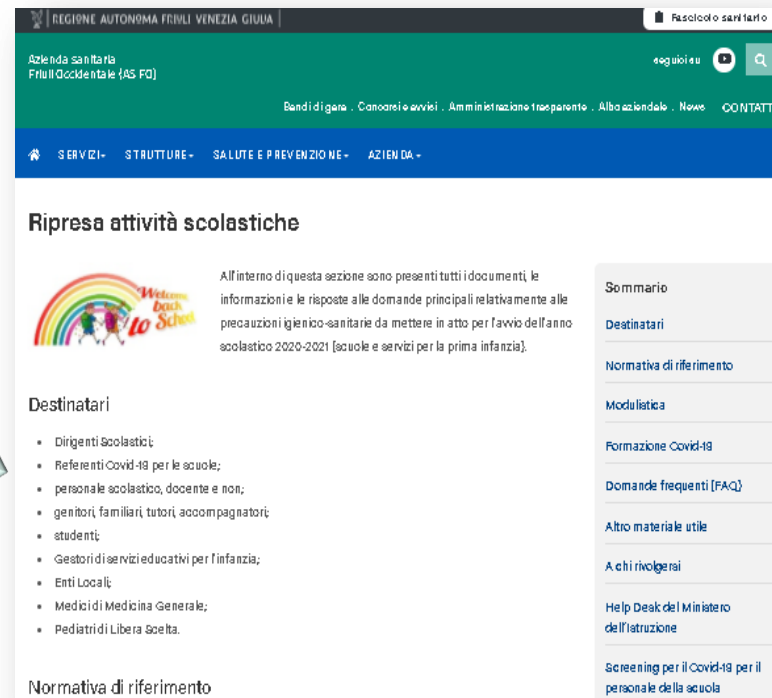 REGIONE AUTONOMA FRIULI VENEZIA GIULIA
Fascicolo sanitario
Azienda sanitaria
Friuli Occidentale (AS FO)
seguici su
Bandi di gara . Concorsi e avvisi . Amministrazione trasparente . Albo aziendale . News CONTATT
SERVIZI STRUTTURE SALUTE E PREVENZIONE AZIENDA
Ripresa attività scolastiche
Welcome
back
to School
All'interno di questa sezione sono presenti tutti i documenti, le
informazioni e le risposte alle domande principali relativamente alle
precauzioni igienico-sanitarie da mettere in atto per l'avvio dell'anno
scolastico 2020-2021 (scuole e servizi per la prima infanzia).
Destinatari
• Dirigenti Scolastici;
• Referenti Covid-19 per le scuole;
• personale scolastico, docente e non;
• genitori, familiari, tutori, accompagnatori;
• studenti;
• Gestori di servizi educativi per l'infanzia;
• Enti Locali;
• Medici di Medicina Generale;
• Pediatri di Libera Scelta.
Normativa di riferimento
Sommario
Destinatari
Normativa di riferimento
Modulistica
Formazione Covid-19
Domande frequenti (FAQ)
Altro materiale utile
A chi rivolgersi
Help Desk del Ministero
dell'Istruzione
Screening per il Covid-19 per il
personale della scuola